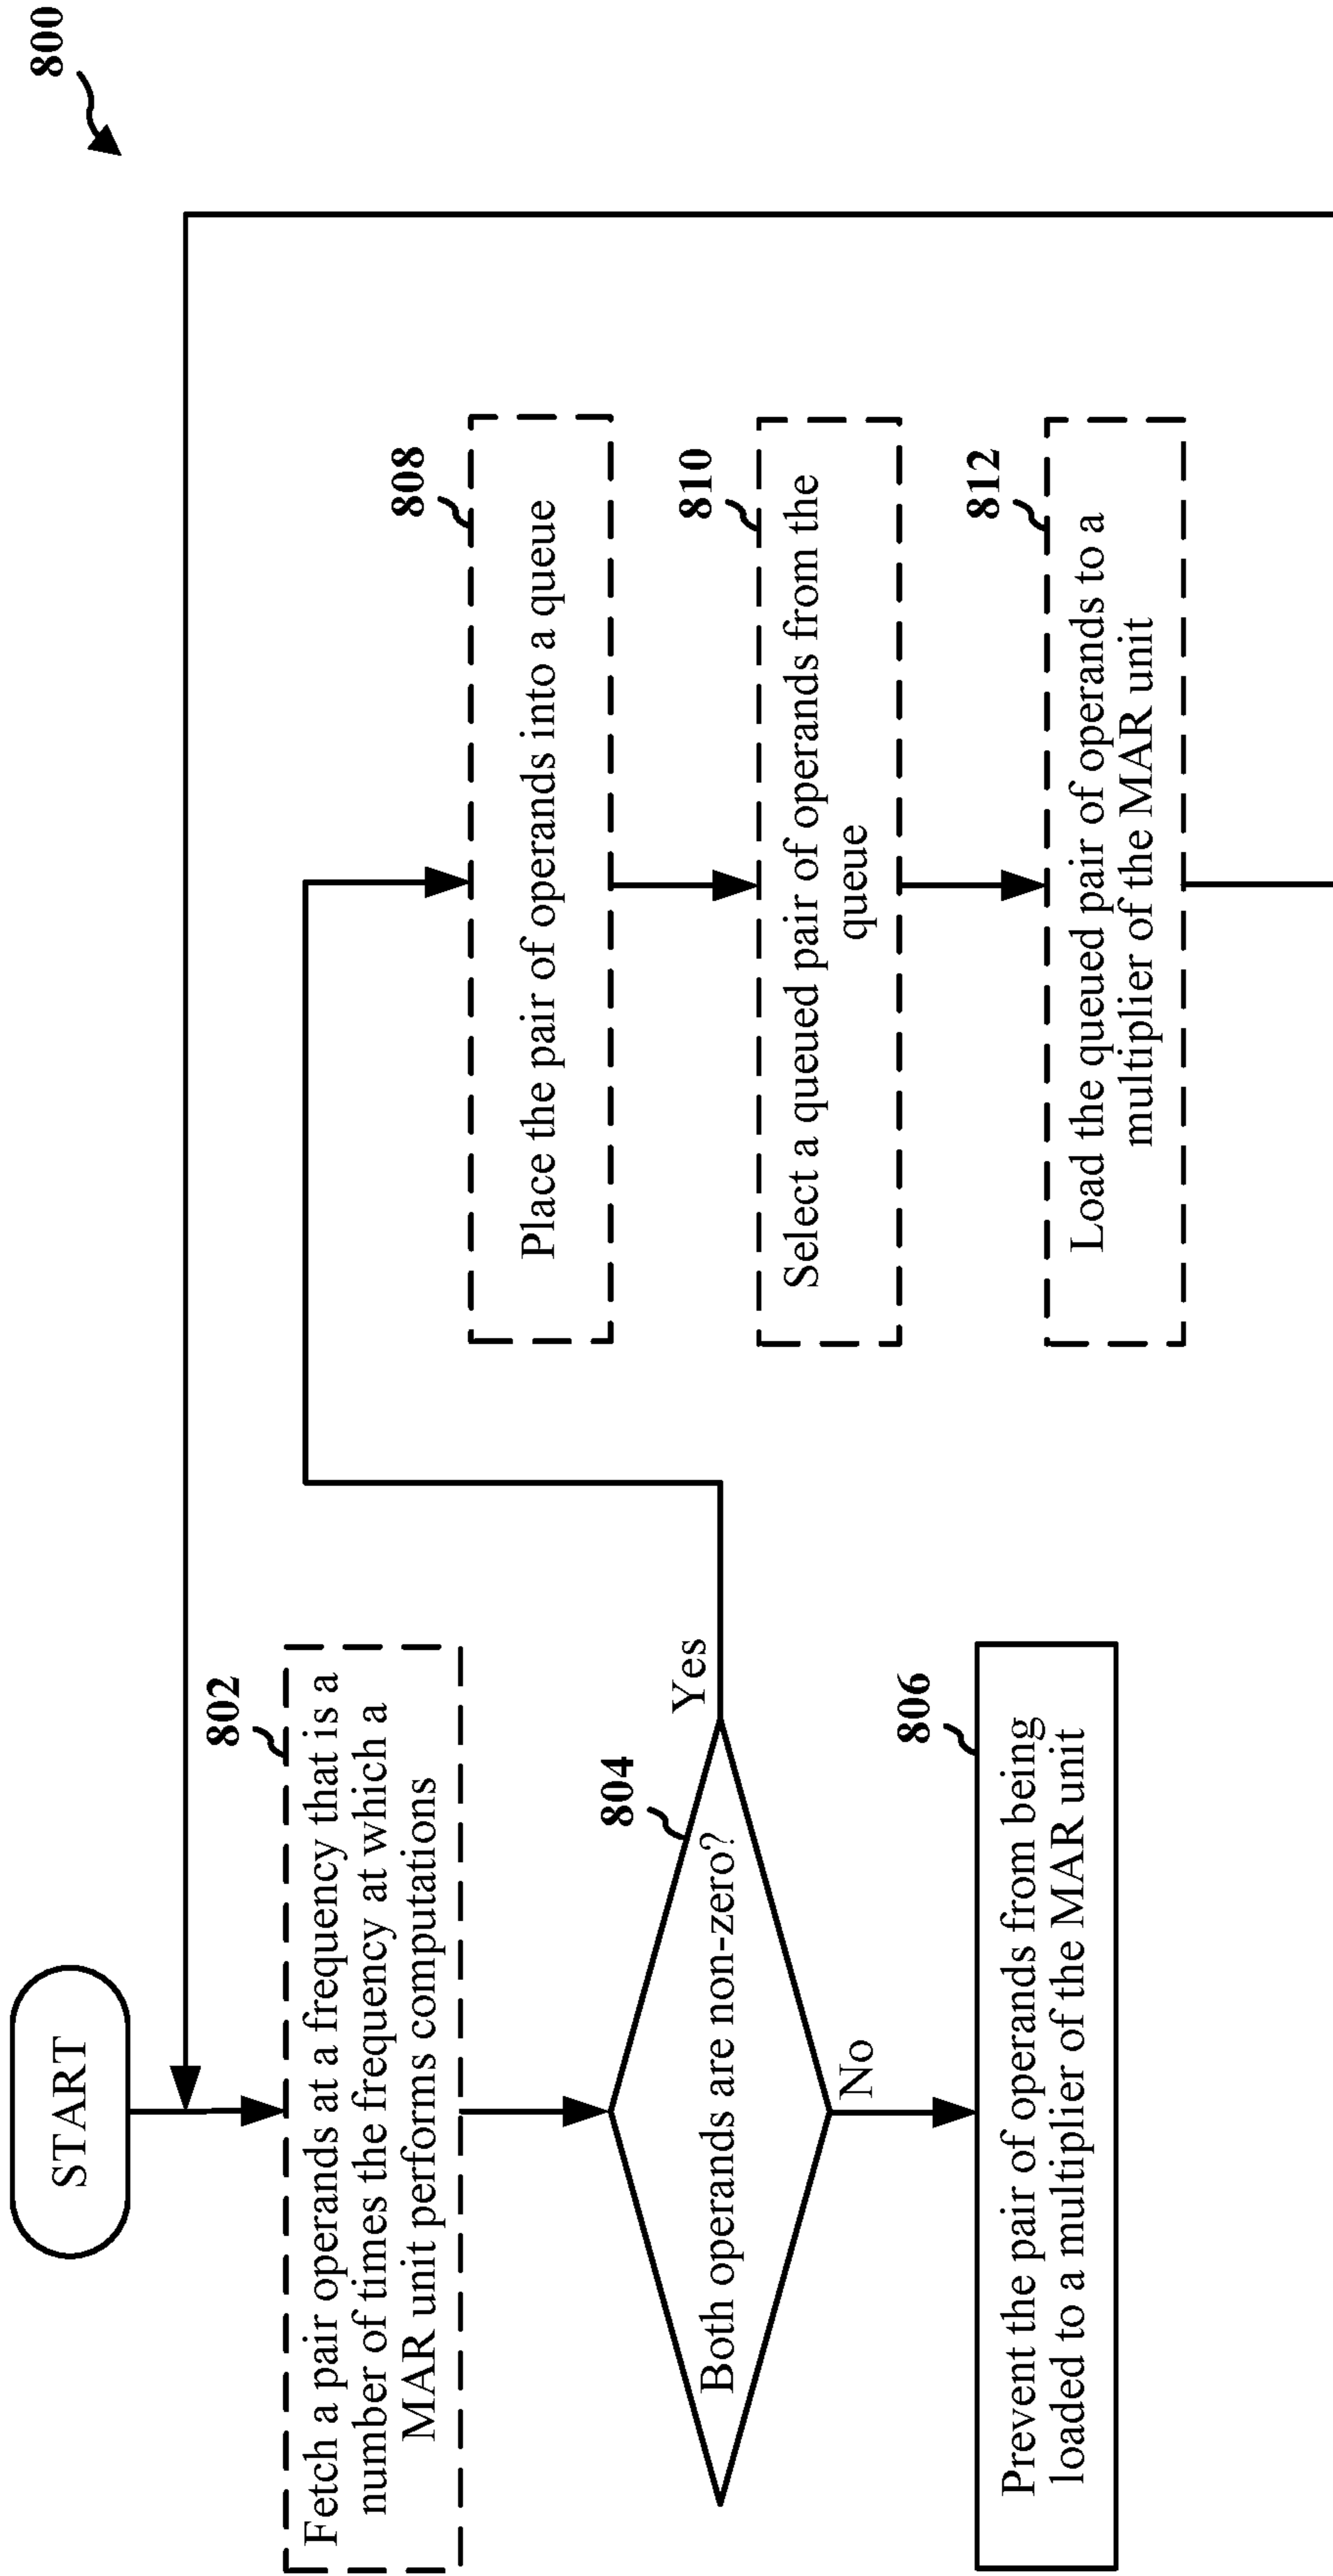 800
START
802
Fetch a pair operands at a frequency that is a
number of times the frequency at which a
MAR unit performs computations
804
Both operands are non-zero?
Yes
No
806
Prevent the pair of operands from being
loaded to a multiplier of the MAR unit
808
Place the pair of operands into a queue
810
Select a queued pair of operands from the
queue
812
Load the queued pair of operands to a
multiplier of the MAR unit